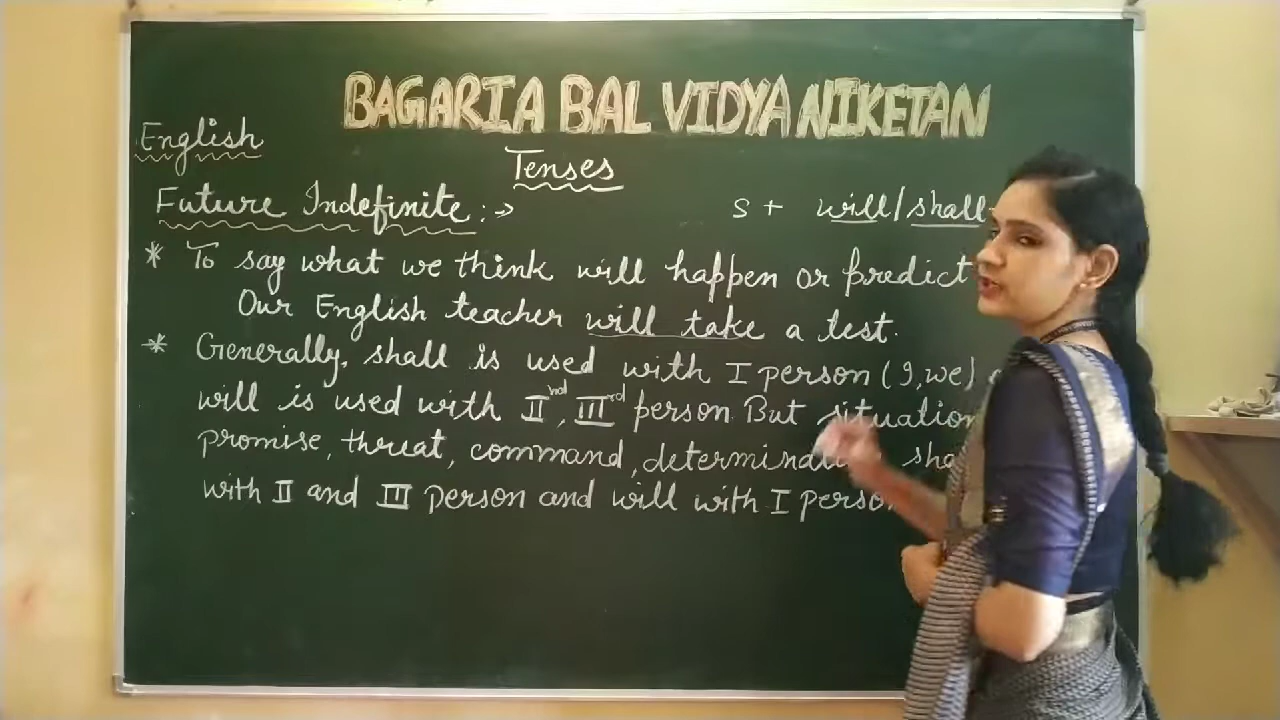 BAGARIA BAL VIDYA NIKETAN
English
Tenses
Future Indefinite :->
S + will/shall
* To say what we think will happen or predict
Our English teacher will take a test.
* Generally, shall is used with I person (I, we)
will is used with IInd, IIIrd person. But situation
promise, threat, command,
with II and III person and will with I person